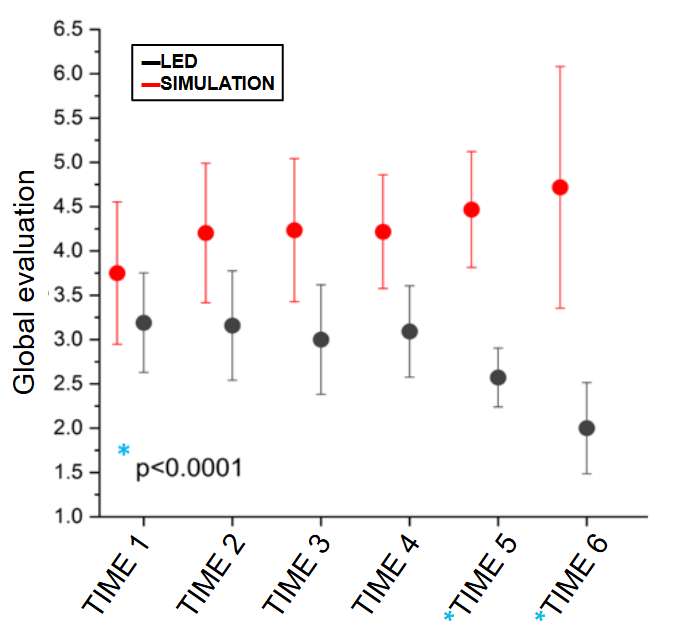 6.5
6.0
5.5
5.0
4.5
4.0
3.5
3.0
2.5
2.0
1.5
1.0
Global evaluation
LED
SIMULATION
* p<0.0001
TIME 1
TIME 2
TIME 3
TIME 4
*TIME 5
*TIME 6